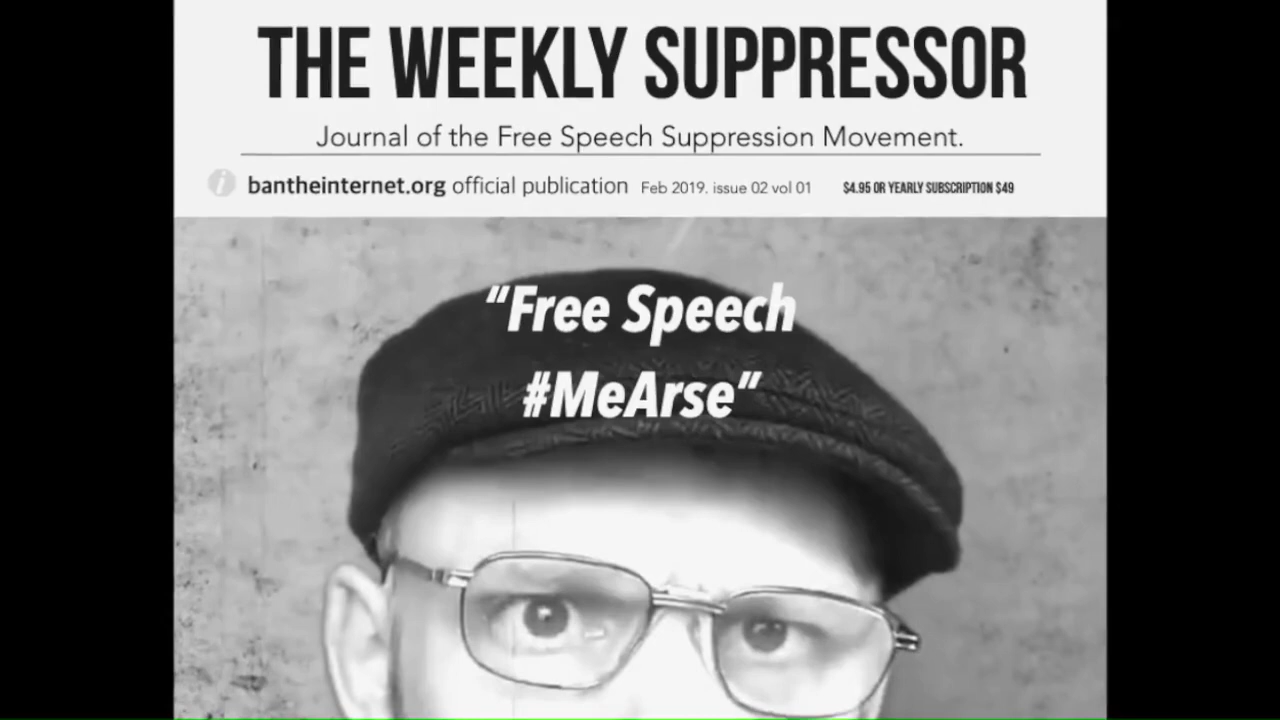 THE WEEKLY SUPPRESSOR
Journal of the Free Speech Suppression Movement.
i bantheinternet.org official publication Feb 2019. issue 02 vol 01 $4.95 OR YEARLY SUBSCRIPTION $49
“Free Speech
#MeArse”